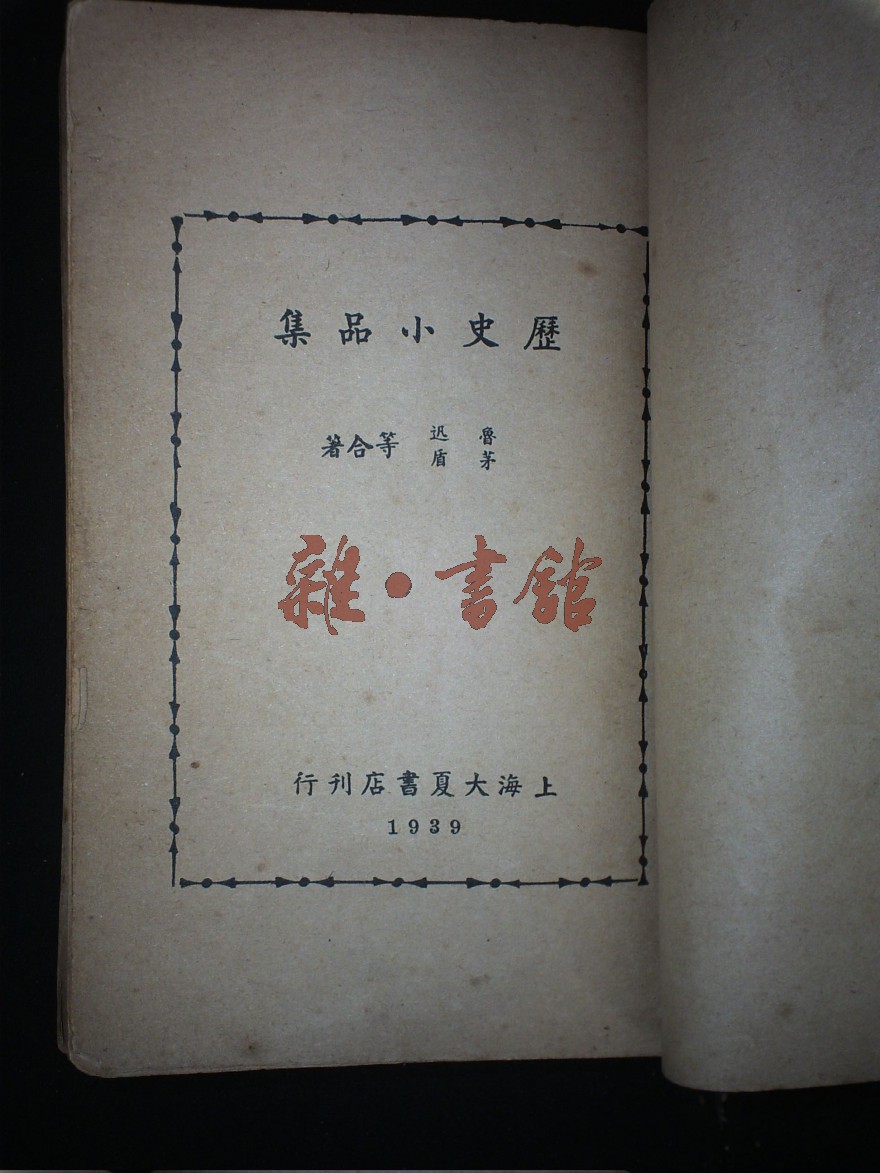 歷史小品集
魯迅
茅盾
等合著
雜•書館
上海大夏書店刊行
1939